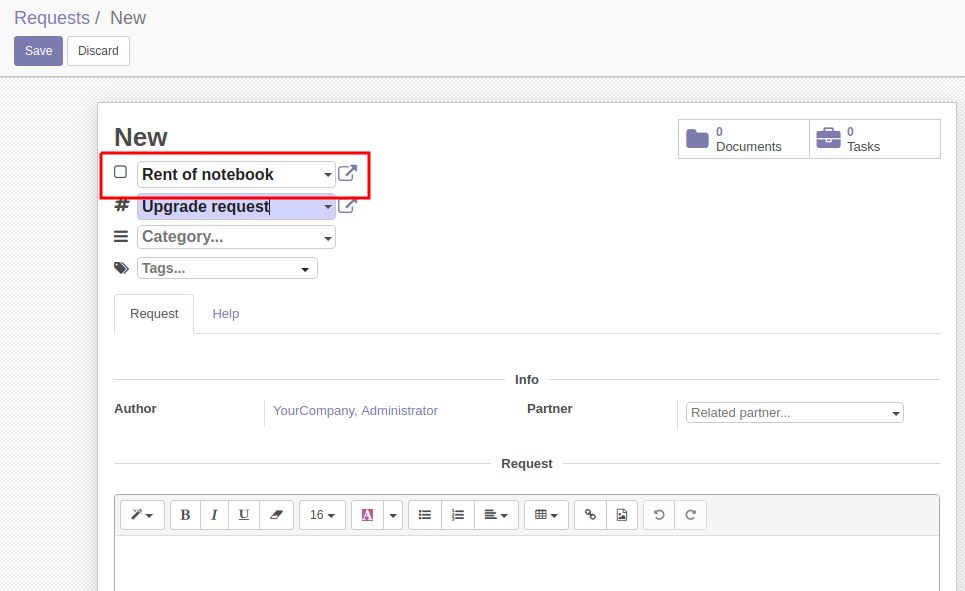 Requests / New
Save Discard
New
0 Documents
0 Tasks
Rent of notebook
# Upgrade request
Category...
Tags...
Request Help
Info
Author YourCompany, Administrator Partner Related partner...
Request
B I U 16 A